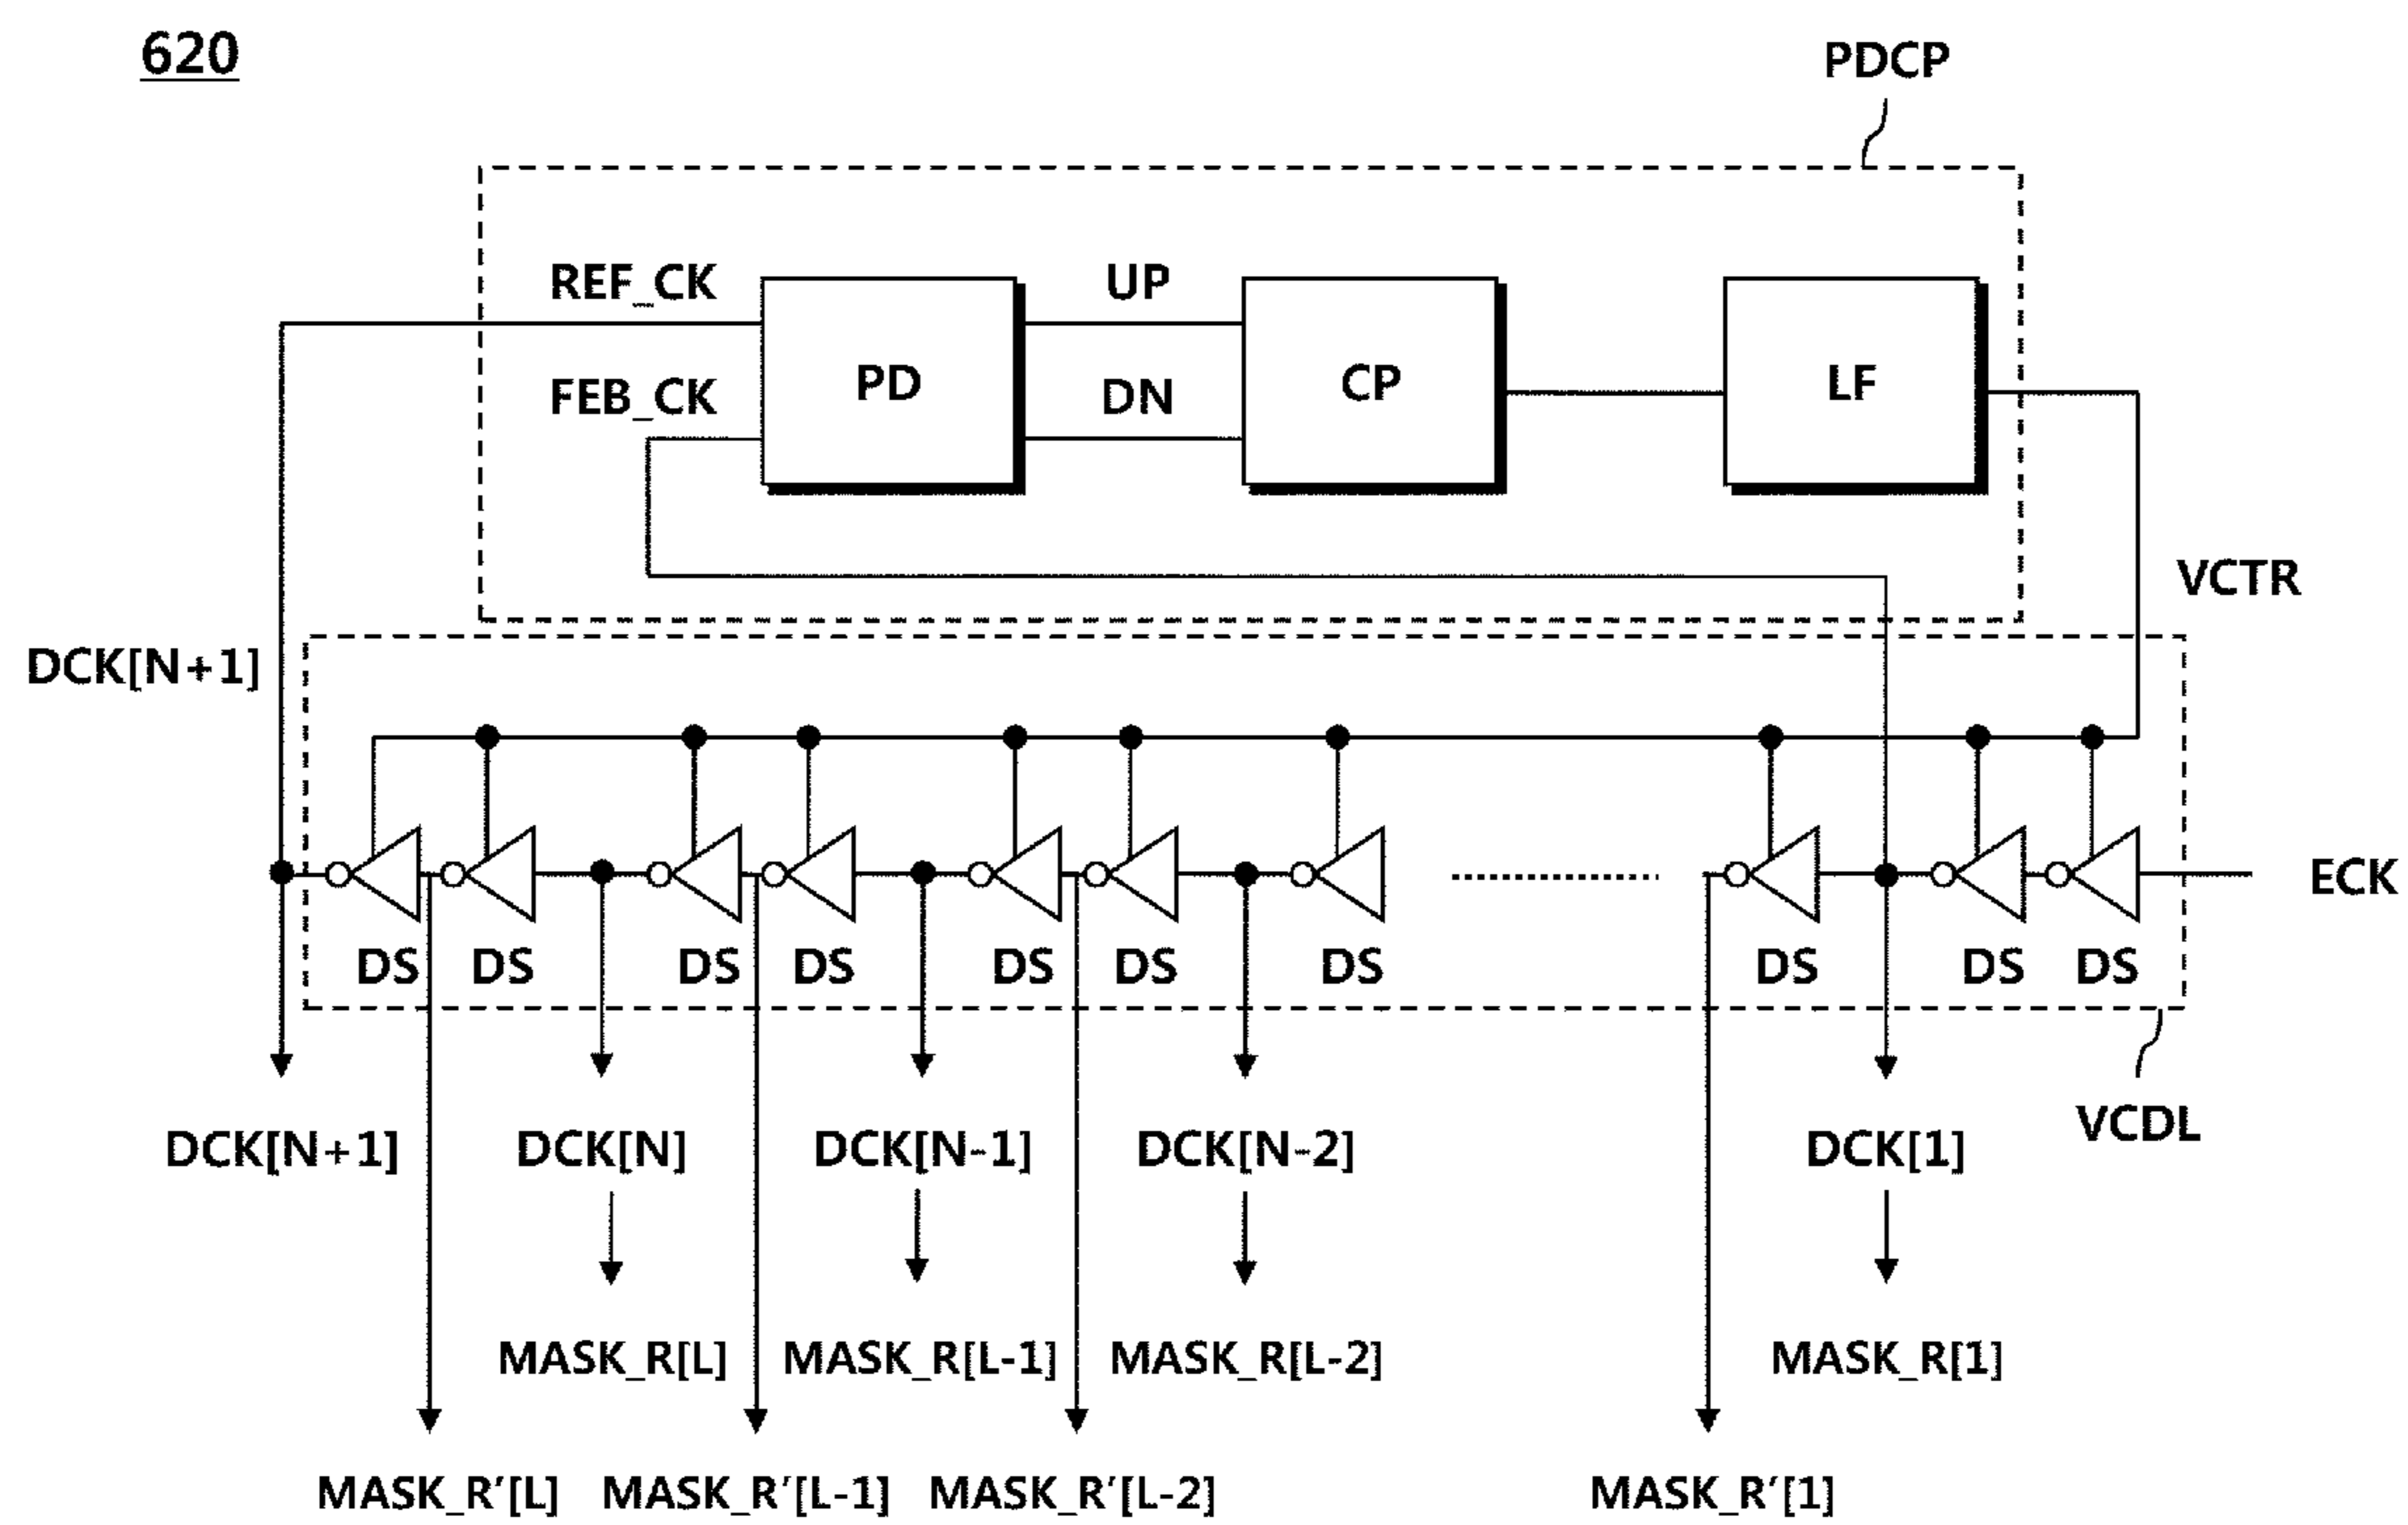 620
PDCP
REF_CK
UP
FEB_CK
PD
DN
CP
LF
VCTR
DCK[N+1]
ECK
DS DS DS DS DS DS DS DS DS DS
DCK[N+1] DCK[N] DCK[N-1] DCK[N-2] DCK[1] VCDL
MASK_R[L] MASK_R[L-1] MASK_R[L-2] MASK_R[1]
MASK_R′[L] MASK_R′[L-1] MASK_R′[L-2] MASK_R′[1]